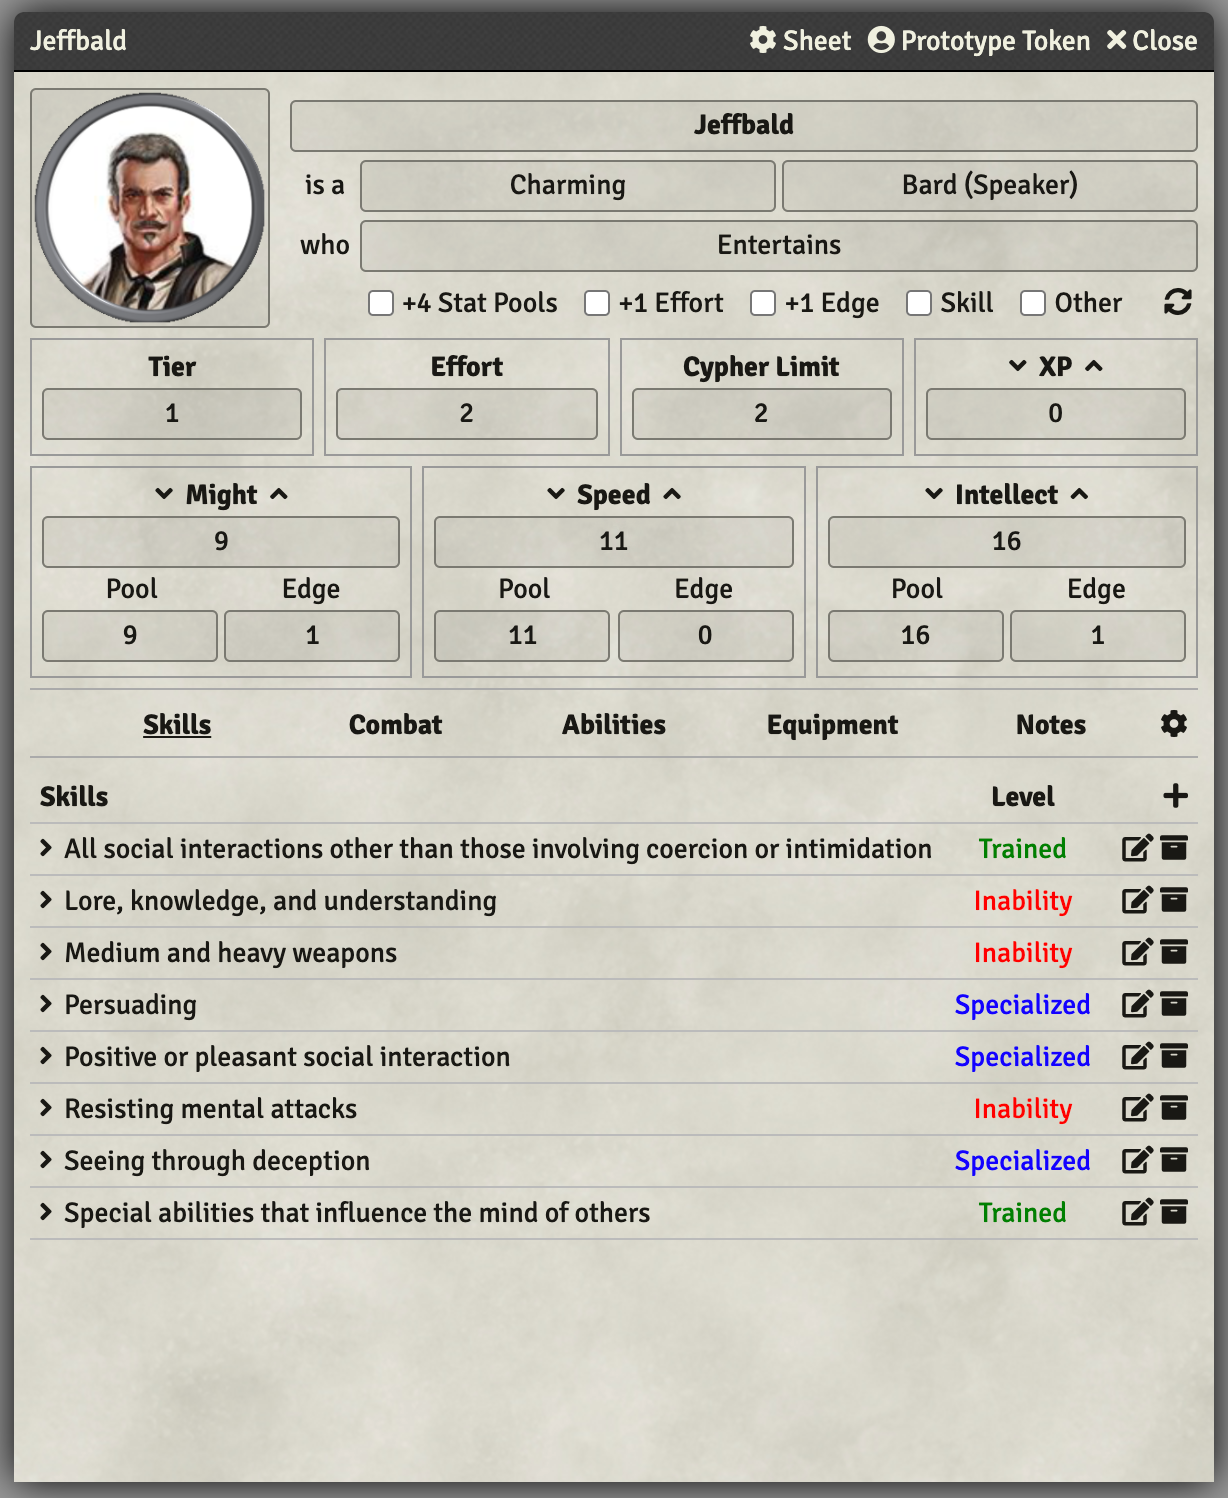 Jeffbald Sheet Prototype Token Close
Jeffbald
is a Charming Bard (Speaker)
who Entertains
+4 Stat Pools +1 Effort +1 Edge Skill Other
Tier Effort Cypher Limit XP
1 2 2 0
Might Speed Intellect
9 11 16
Pool Edge Pool Edge Pool Edge
9 1 11 0 16 1
Skills Combat Abilities Equipment Notes
Skills Level
All social interactions other than those involving coercion or intimidation Trained
Lore, knowledge, and understanding Inability
Medium and heavy weapons Inability
Persuading Specialized
Positive or pleasant social interaction Specialized
Resisting mental attacks Inability
Seeing through deception Specialized
Special abilities that influence the mind of others Trained